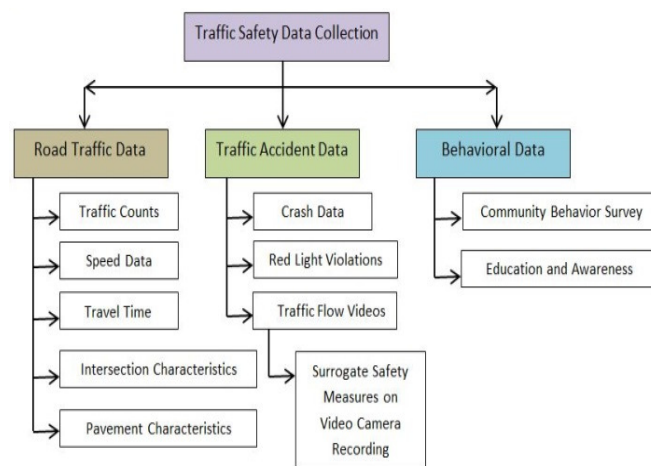 Traffic Safety Data Collection
Road Traffic Data
Traffic Counts
Speed Data
Travel Time
Intersection Characteristics
Pavement Characteristics
Traffic Accident Data
Crash Data
Red Light Violations
Traffic Flow Videos
Surrogate Safety
Measures on
Video Camera
Recording
Behavioral Data
Community Behavior Survey
Education and Awareness